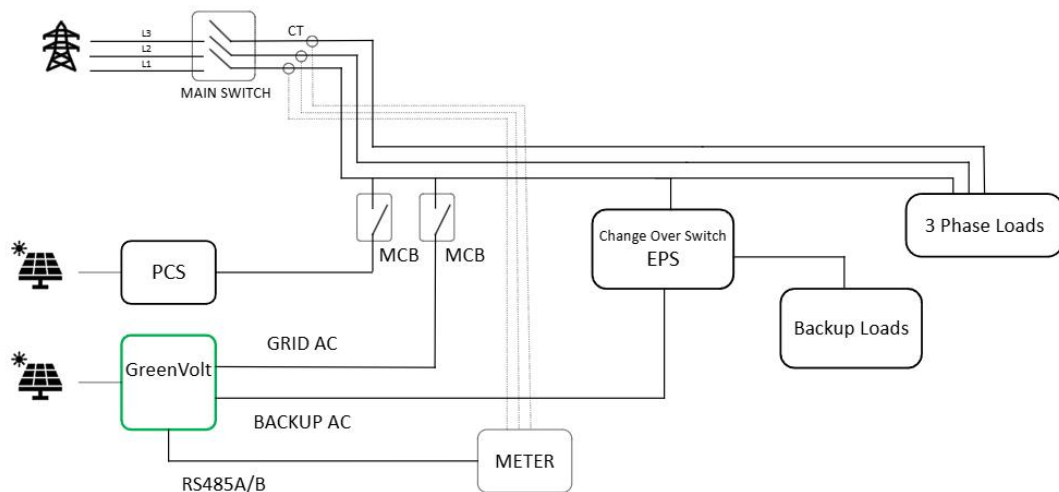 L3
L2
L1
CT
MAIN SWITCH
MCB
MCB
Change Over Switch
EPS
3 Phase Loads
PCS
Backup Loads
GRID AC
GreenVolt
BACKUP AC
METER
RS485A/B